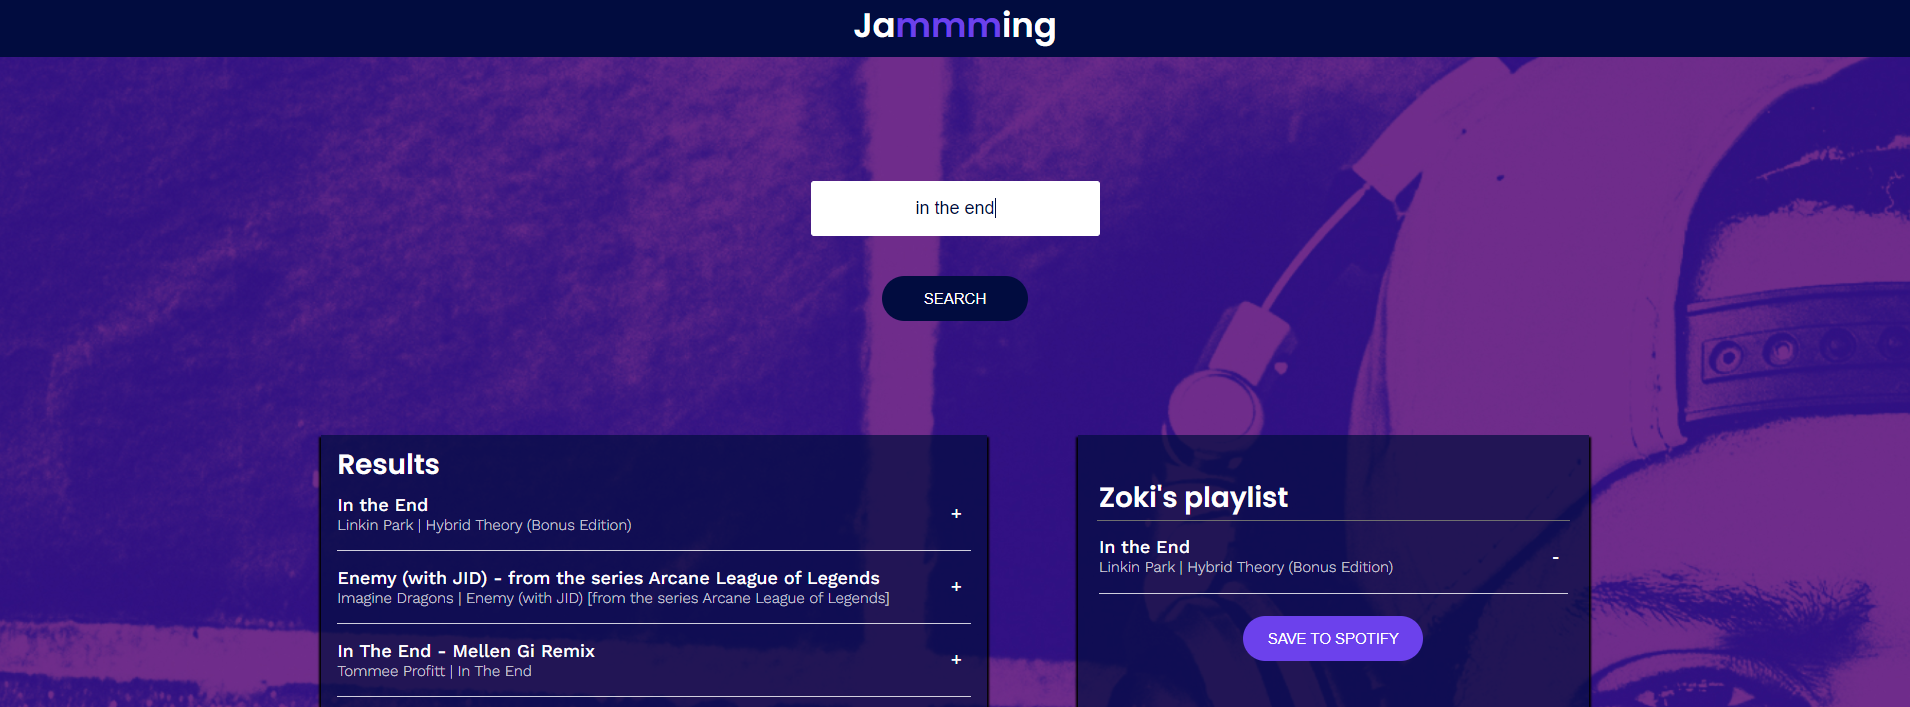 Jammming
in the end
SEARCH
Results
In the End
Linkin Park | Hybrid Theory (Bonus Edition)
+
Enemy (with JID) - from the series Arcane League of Legends
Imagine Dragons | Enemy (with JID) [from the series Arcane League of Legends]
+
In The End - Mellen Gi Remix
Tommee Profitt | In The End
+
Zoki's playlist
In the End
Linkin Park | Hybrid Theory (Bonus Edition)
-
SAVE TO SPOTIFY